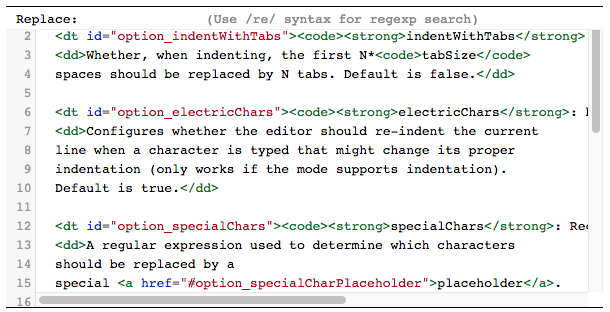 Replace: (Use /re/ syntax for regexp search)
2 <dt id="option_indentWithTabs"><code><strong>indentWithTabs</strong>
3 <dd>Whether, when indenting, the first N*<code>tabSize</code>
4 spaces should be replaced by N tabs. Default is false.</dd>
5
6 <dt id="option_electricChars"><code><strong>electricChars</strong>:
7 <dd>Configures whether the editor should re-indent the current
8 line when a character is typed that might change its proper
9 indentation (only works if the mode supports indentation).
10 Default is true.</dd>
11
12 <dt id="option_specialChars"><code><strong>specialChars</strong>: Re
13 <dd>A regular expression used to determine which characters
14 should be replaced by a
15 special <a href="#option_specialCharPlaceholder">placeholder</a>.
16